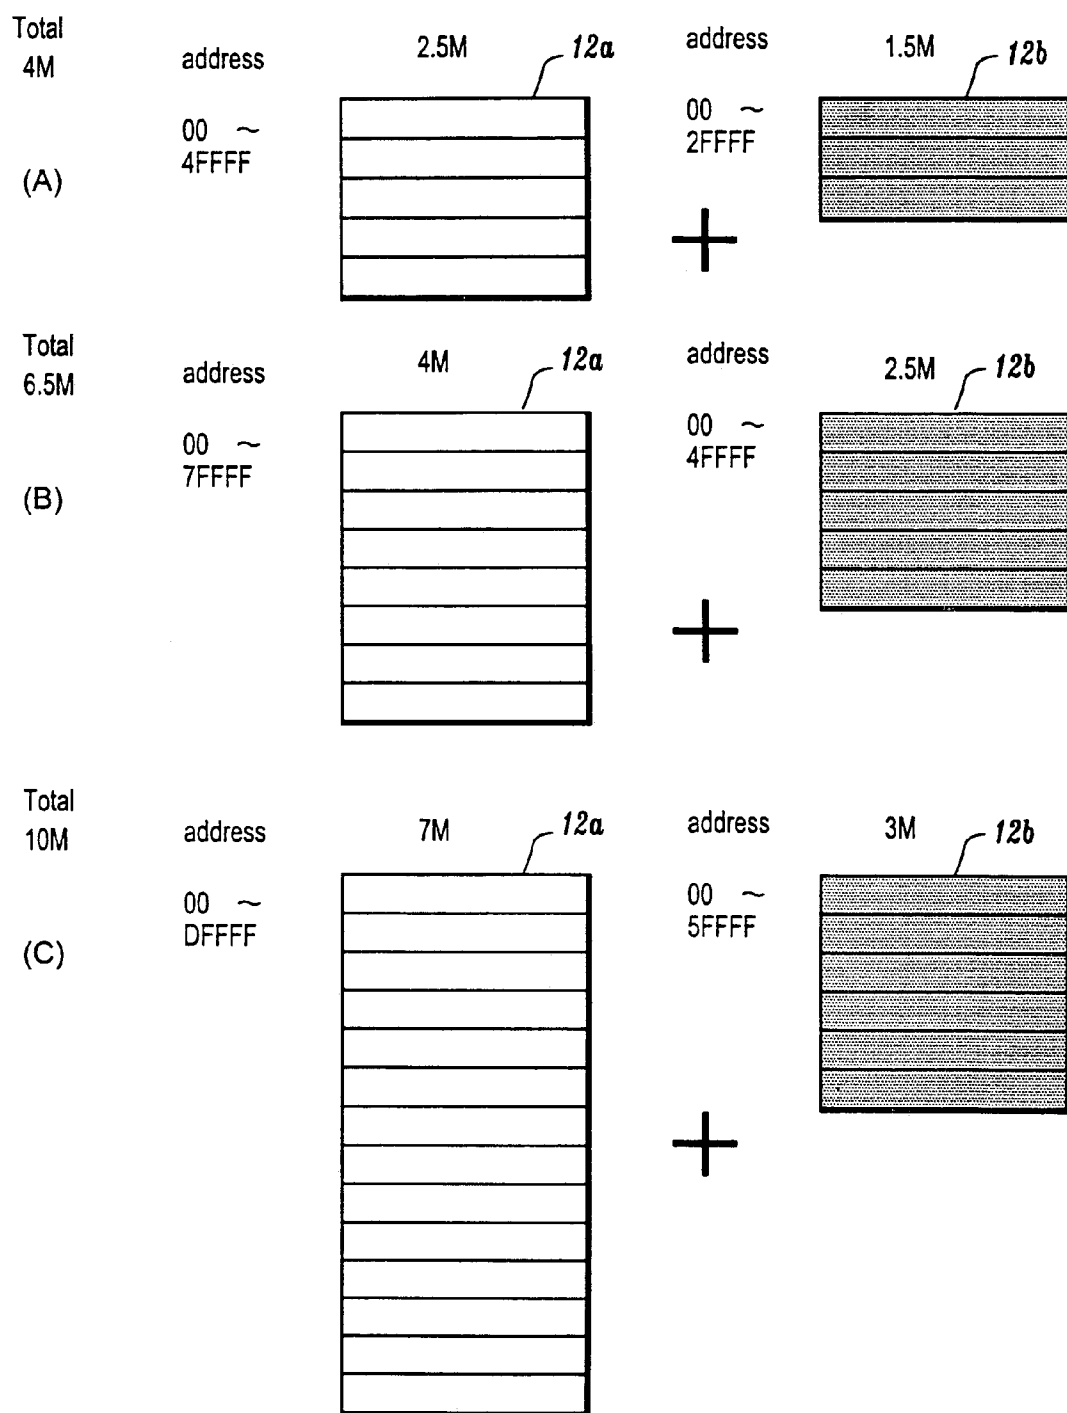 Total
4M
address
2.5M
12a
address
1.5M
12b
00 ~
4FFFF
00 ~
2FFFF
(A)
+
Total
6.5M
address
4M
12a
address
2.5M
12b
00 ~
7FFFF
00 ~
4FFFF
(B)
+
Total
10M
address
7M
12a
address
3M
12b
00 ~
DFFFF
00 ~
5FFFF
(C)
+